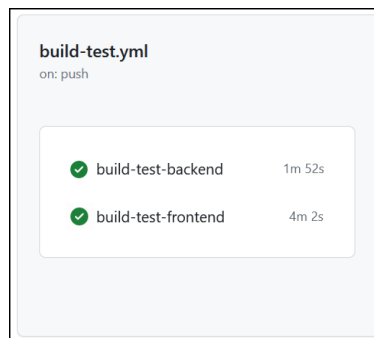 build-test.yml
on: push
build-test-backend 1m 52s
build-test-frontend 4m 2s